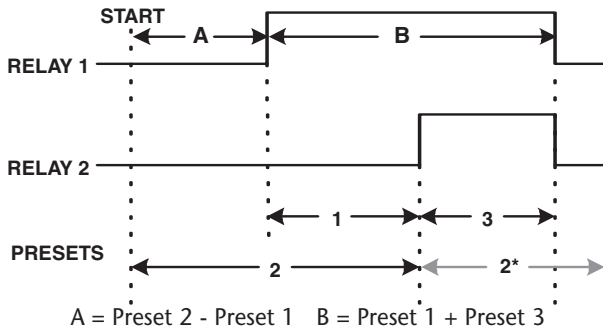 START
A
B
RELAY 1
RELAY 2
1
3
PRESETS
2
2*
A = Preset 2 - Preset 1 B = Preset 1 + Preset 3